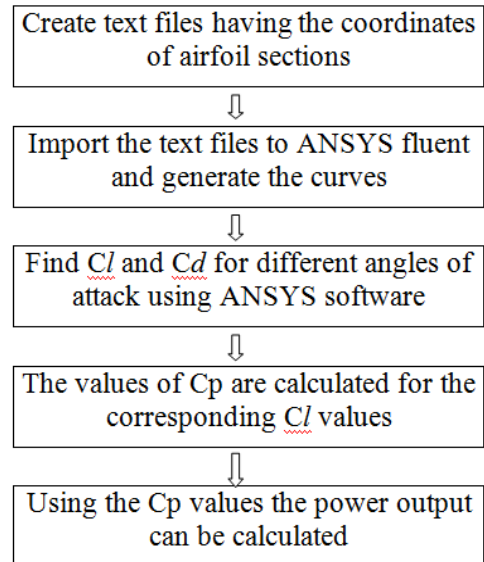 Create text files having the coordinates
of airfoil sections
Import the text files to ANSYS fluent
and generate the curves
Find Cl and Cd for different angles of
attack using ANSYS software
The values of Cp are calculated for the
corresponding Cl values
Using the Cp values the power output
can be calculated